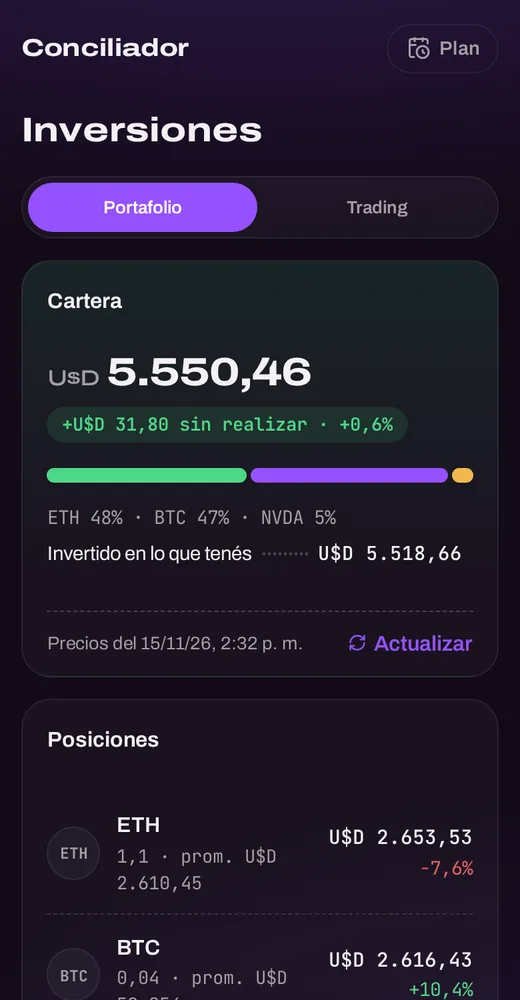 Conciliador
Plan
Inversiones
Portafolio
Trading
Cartera
U$D 5.550,46
+U$D 31,80 sin realizar · +0,6%
ETH 48% · BTC 47% · NVDA 5%
Invertido en lo que tenés ········· U$D 5.518,66
Precios del 15/11/26, 2:32 p. m.
Actualizar
Posiciones
ETH
ETH
1,1 · prom. U$D
2.610,45
U$D 2.653,53
-7,6%
BTC
BTC
0,04 · prom. U$D
U$D 2.616,43
+10,4%